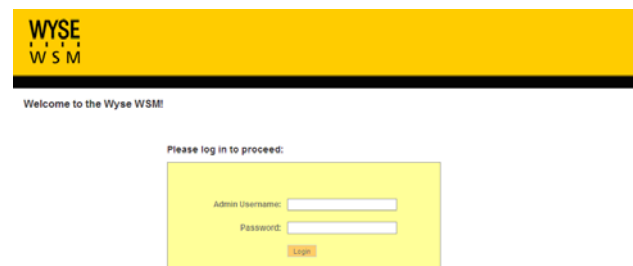 WYSE
WSM
Welcome to the Wyse WSM!
Please log in to proceed:
Admin Username:
Password:
Login